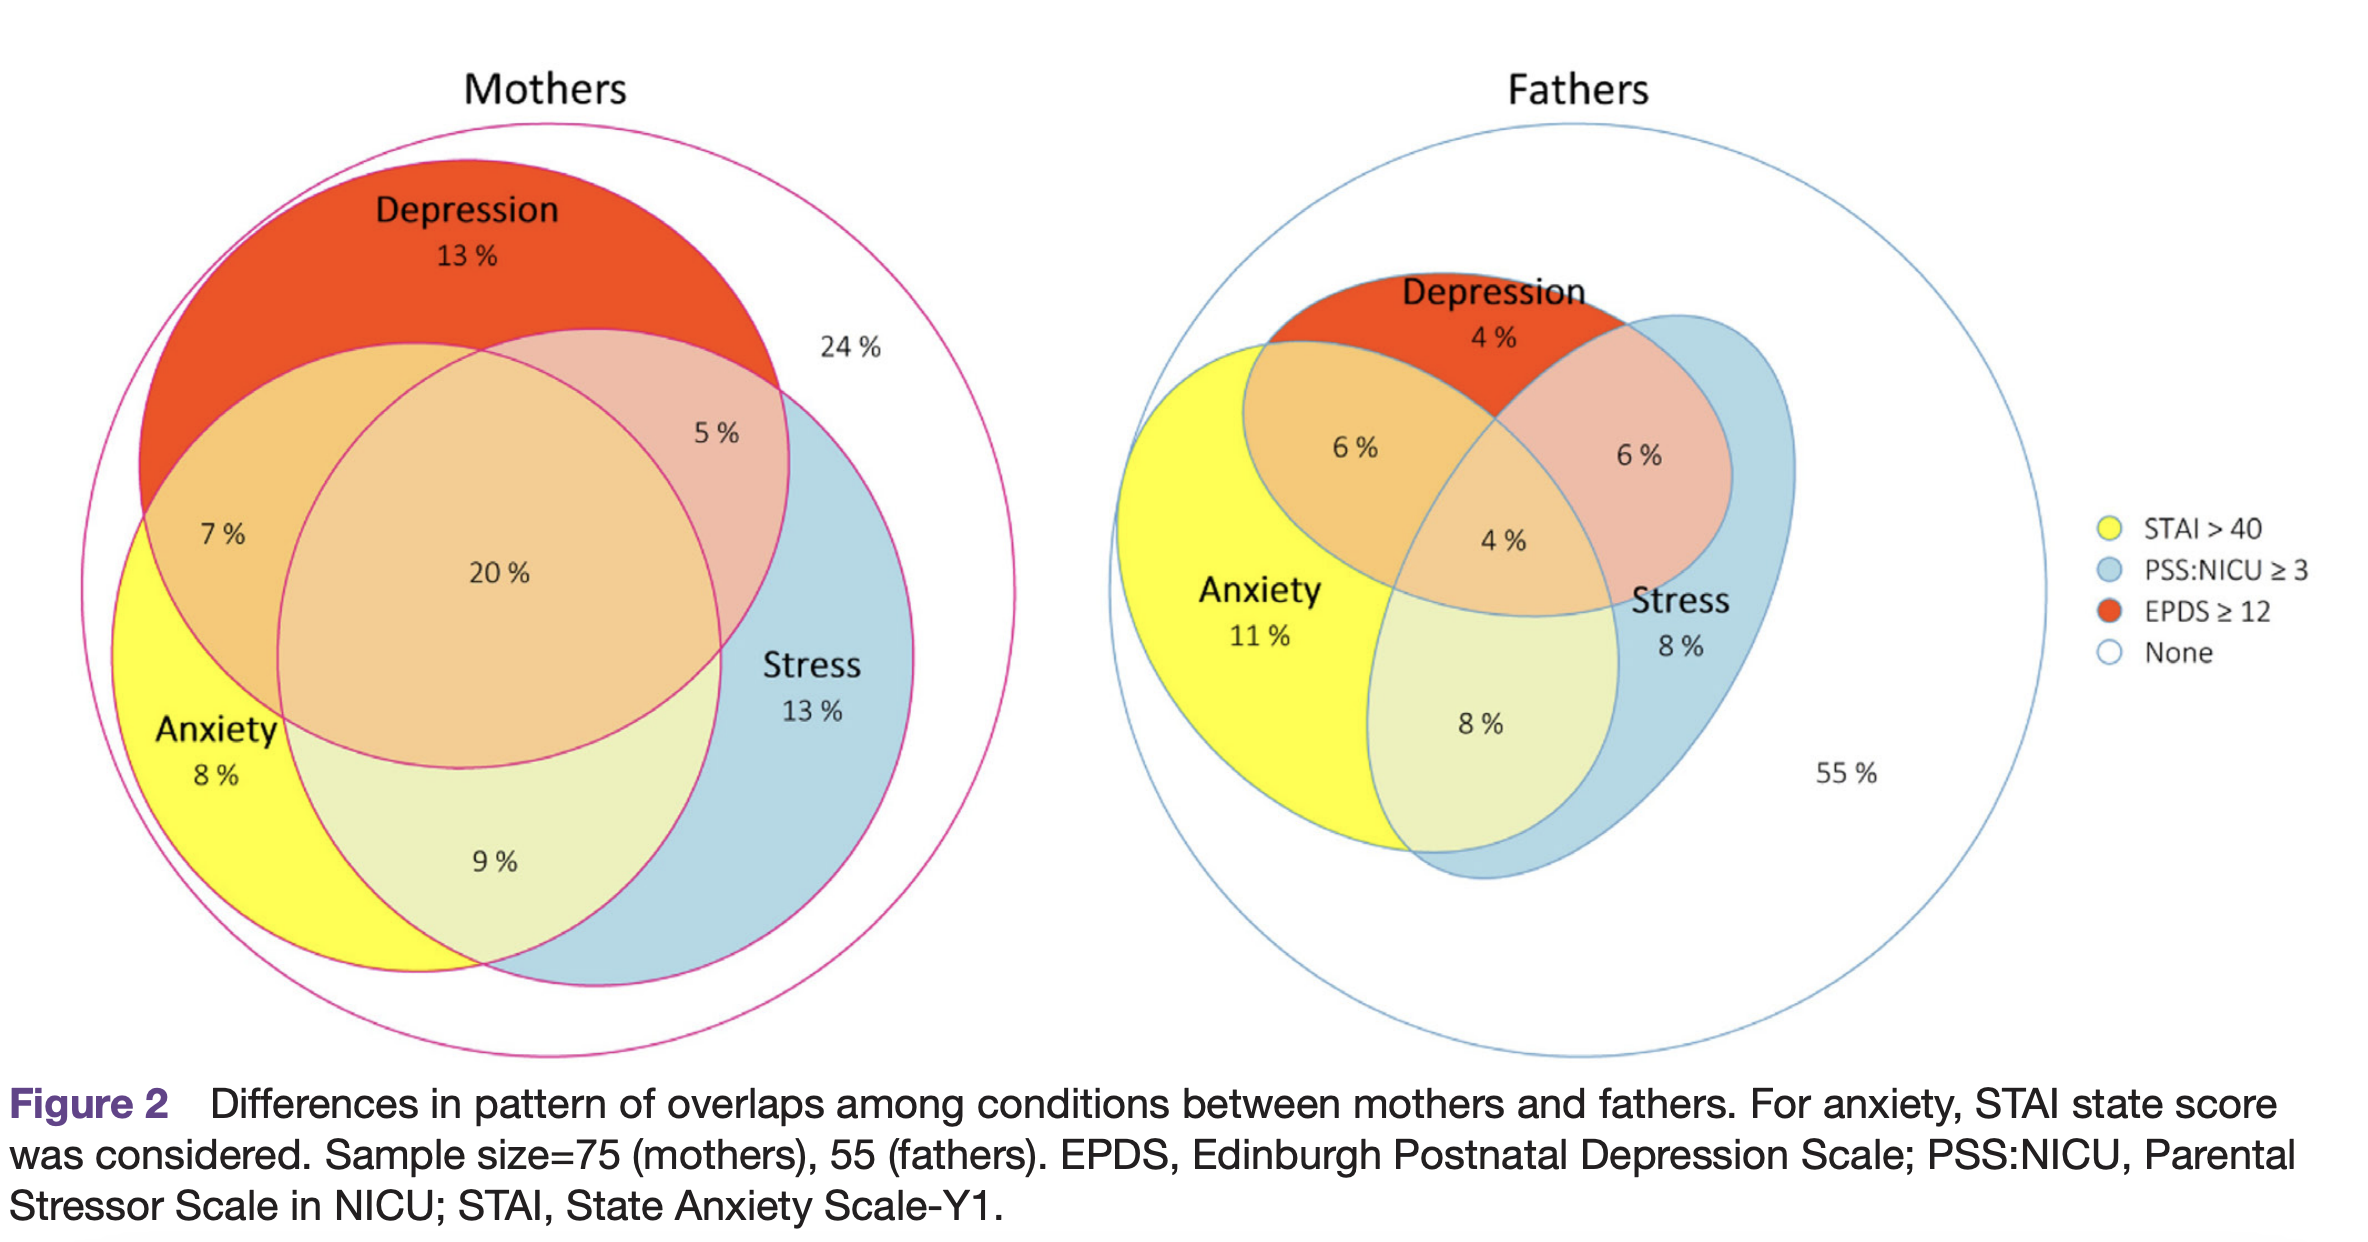 Mothers
Depression
13 %
24 %
5 %
7 %
20 %
Stress
13 %
Anxiety
8 %
9 %
Fathers
Depression
4 %
6 %
6 %
4 %
Anxiety
11 %
Stress
8 %
8 %
55 %
STAI > 40
PSS:NICU ≥ 3
EPDS ≥ 12
None
Figure 2 Differences in pattern of overlaps among conditions between mothers and fathers. For anxiety, STAI state score
was considered. Sample size=75 (mothers), 55 (fathers). EPDS, Edinburgh Postnatal Depression Scale; PSS:NICU, Parental
Stressor Scale in NICU; STAI, State Anxiety Scale-Y1.